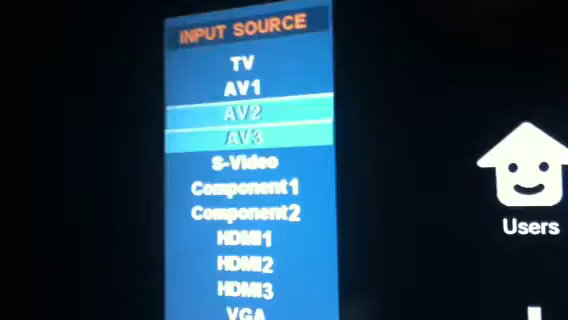 INPUT SOURCE
TV
AV1
AV2
AV3
S-Video
Component1
Component2
HDMI1
HDMI2
HDMI3
VGA
Users